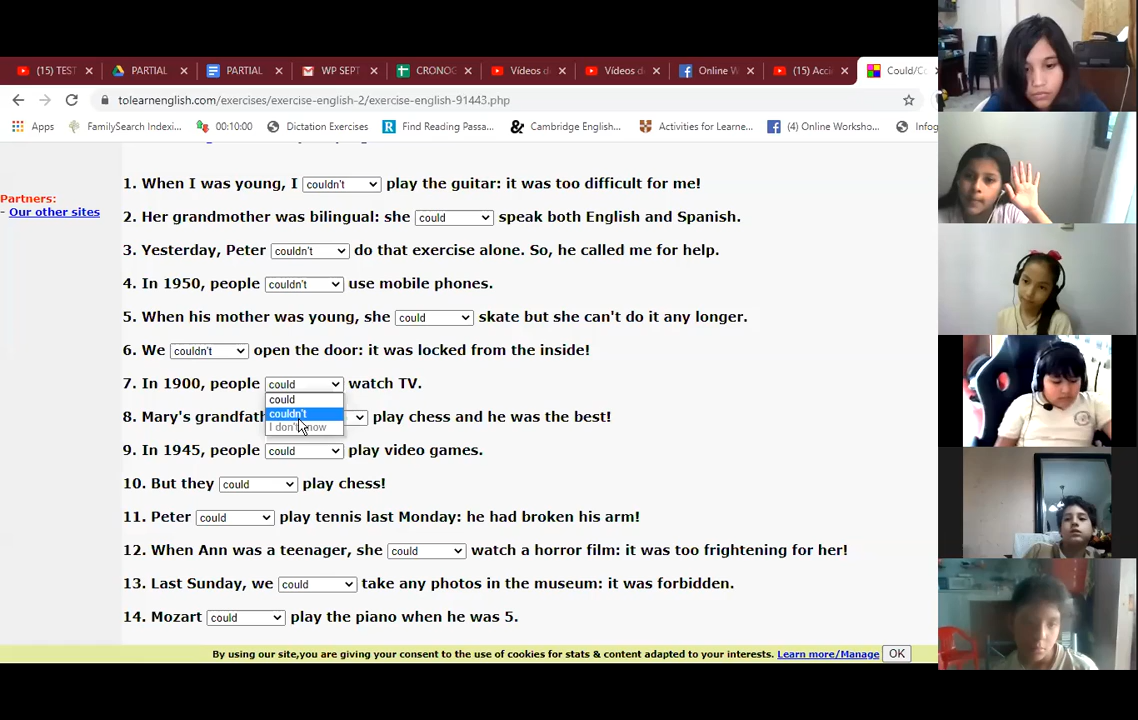 (15) TEST PARTIAL PARTIAL WP SEPT CRONOG Vídeos d Vídeos d Online W (15) Acci Could/Co
tolearnenglish.com/exercises/exercise-english-2/exercise-english-91443.php
Apps FamilySearch Indexi... 00:10:00 Dictation Exercises Find Reading Passa... Cambridge English,... Activities for Learne... (4) Online Worksho... Infog
Partners:
- Our other sites
1. When I was young, I couldn't play the guitar: it was too difficult for me!
2. Her grandmother was bilingual: she could speak both English and Spanish.
3. Yesterday, Peter couldn't do that exercise alone. So, he called me for help.
4. In 1950, people couldn't use mobile phones.
5. When his mother was young, she could skate but she can't do it any longer.
6. We couldn't open the door: it was locked from the inside!
7. In 1900, people could watch TV.
could
couldn't
I don't know
8. Mary's grandfath play chess and he was the best!
9. In 1945, people could play video games.
10. But they could play chess!
11. Peter could play tennis last Monday: he had broken his arm!
12. When Ann was a teenager, she could watch a horror film: it was too frightening for her!
13. Last Sunday, we could take any photos in the museum: it was forbidden.
14. Mozart could play the piano when he was 5.
By using our site,you are giving your consent to the use of cookies for stats & content adapted to your interests. Learn more/Manage OK